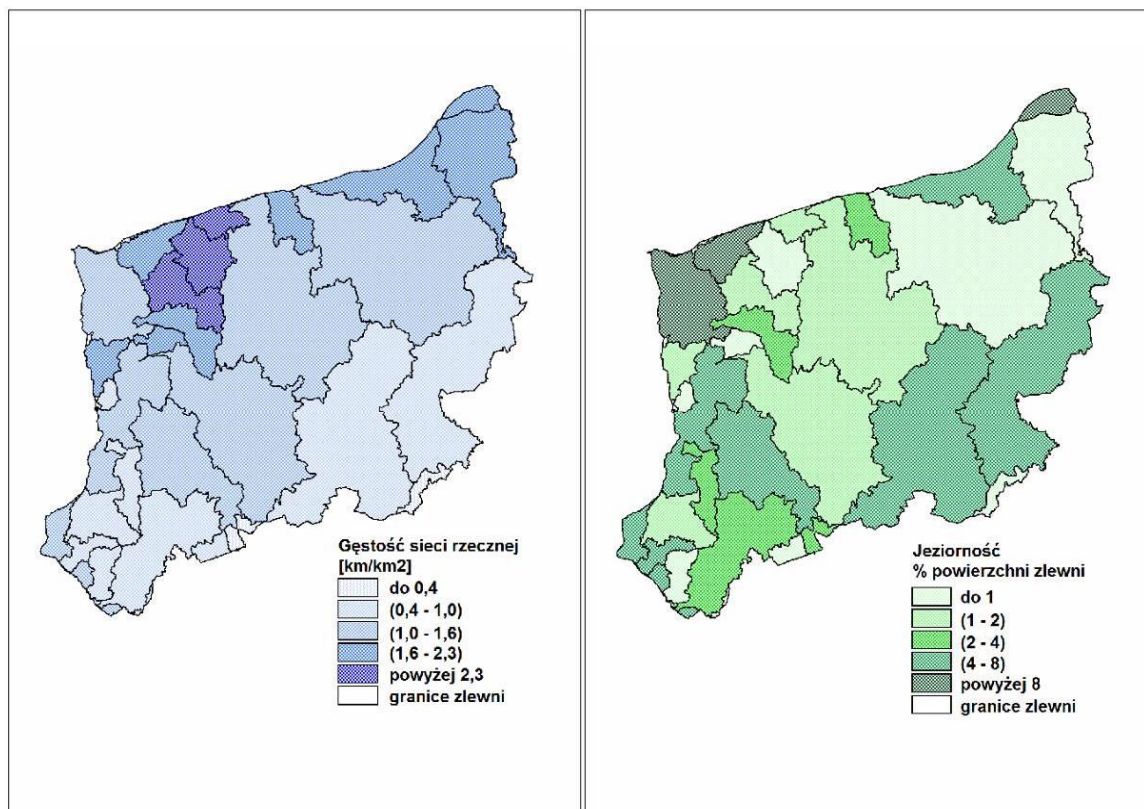 Gęstość sieci rzecznej
[km/km2]
do 0,4
(0,4 - 1,0)
(1,0 - 1,6)
(1,6 - 2,3)
powyżej 2,3
granice zlewni
Jeziorność
% powierzchni zlewni
do 1
(1 - 2)
(2 - 4)
(4 - 8)
powyżej 8
granice zlewni